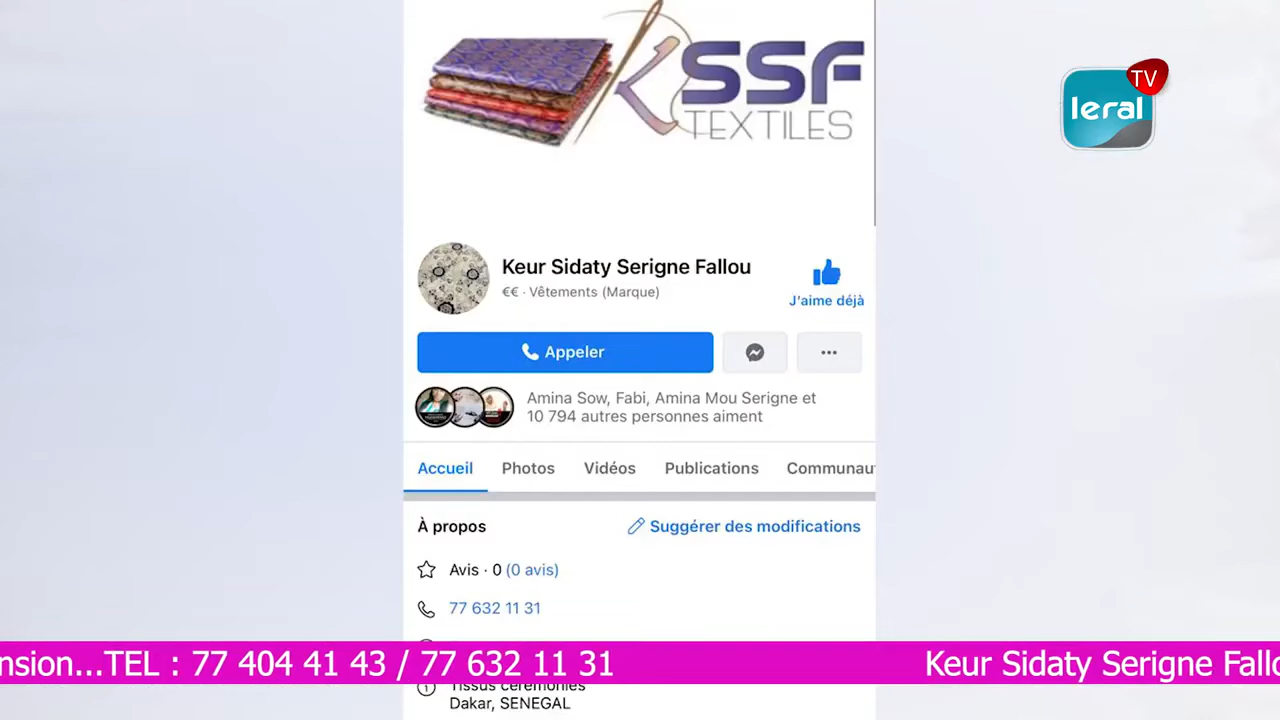 KSSF
TEXTILES
leral TV
Keur Sidaty Serigne Fallou
€€ · Vêtements (Marque)
J'aime déjà
Appeler
Amina Sow, Fabi, Amina Mou Serigne et
10 794 autres personnes aiment
Accueil Photos Vidéos Publications Communau
À propos
Suggérer des modifications
Avis · 0 (0 avis)
77 632 11 31
nsion...TEL : 77 404 41 43 / 77 632 11 31 Keur Sidaty Serigne Fallo
Tissus cérémonies
Dakar, SENEGAL